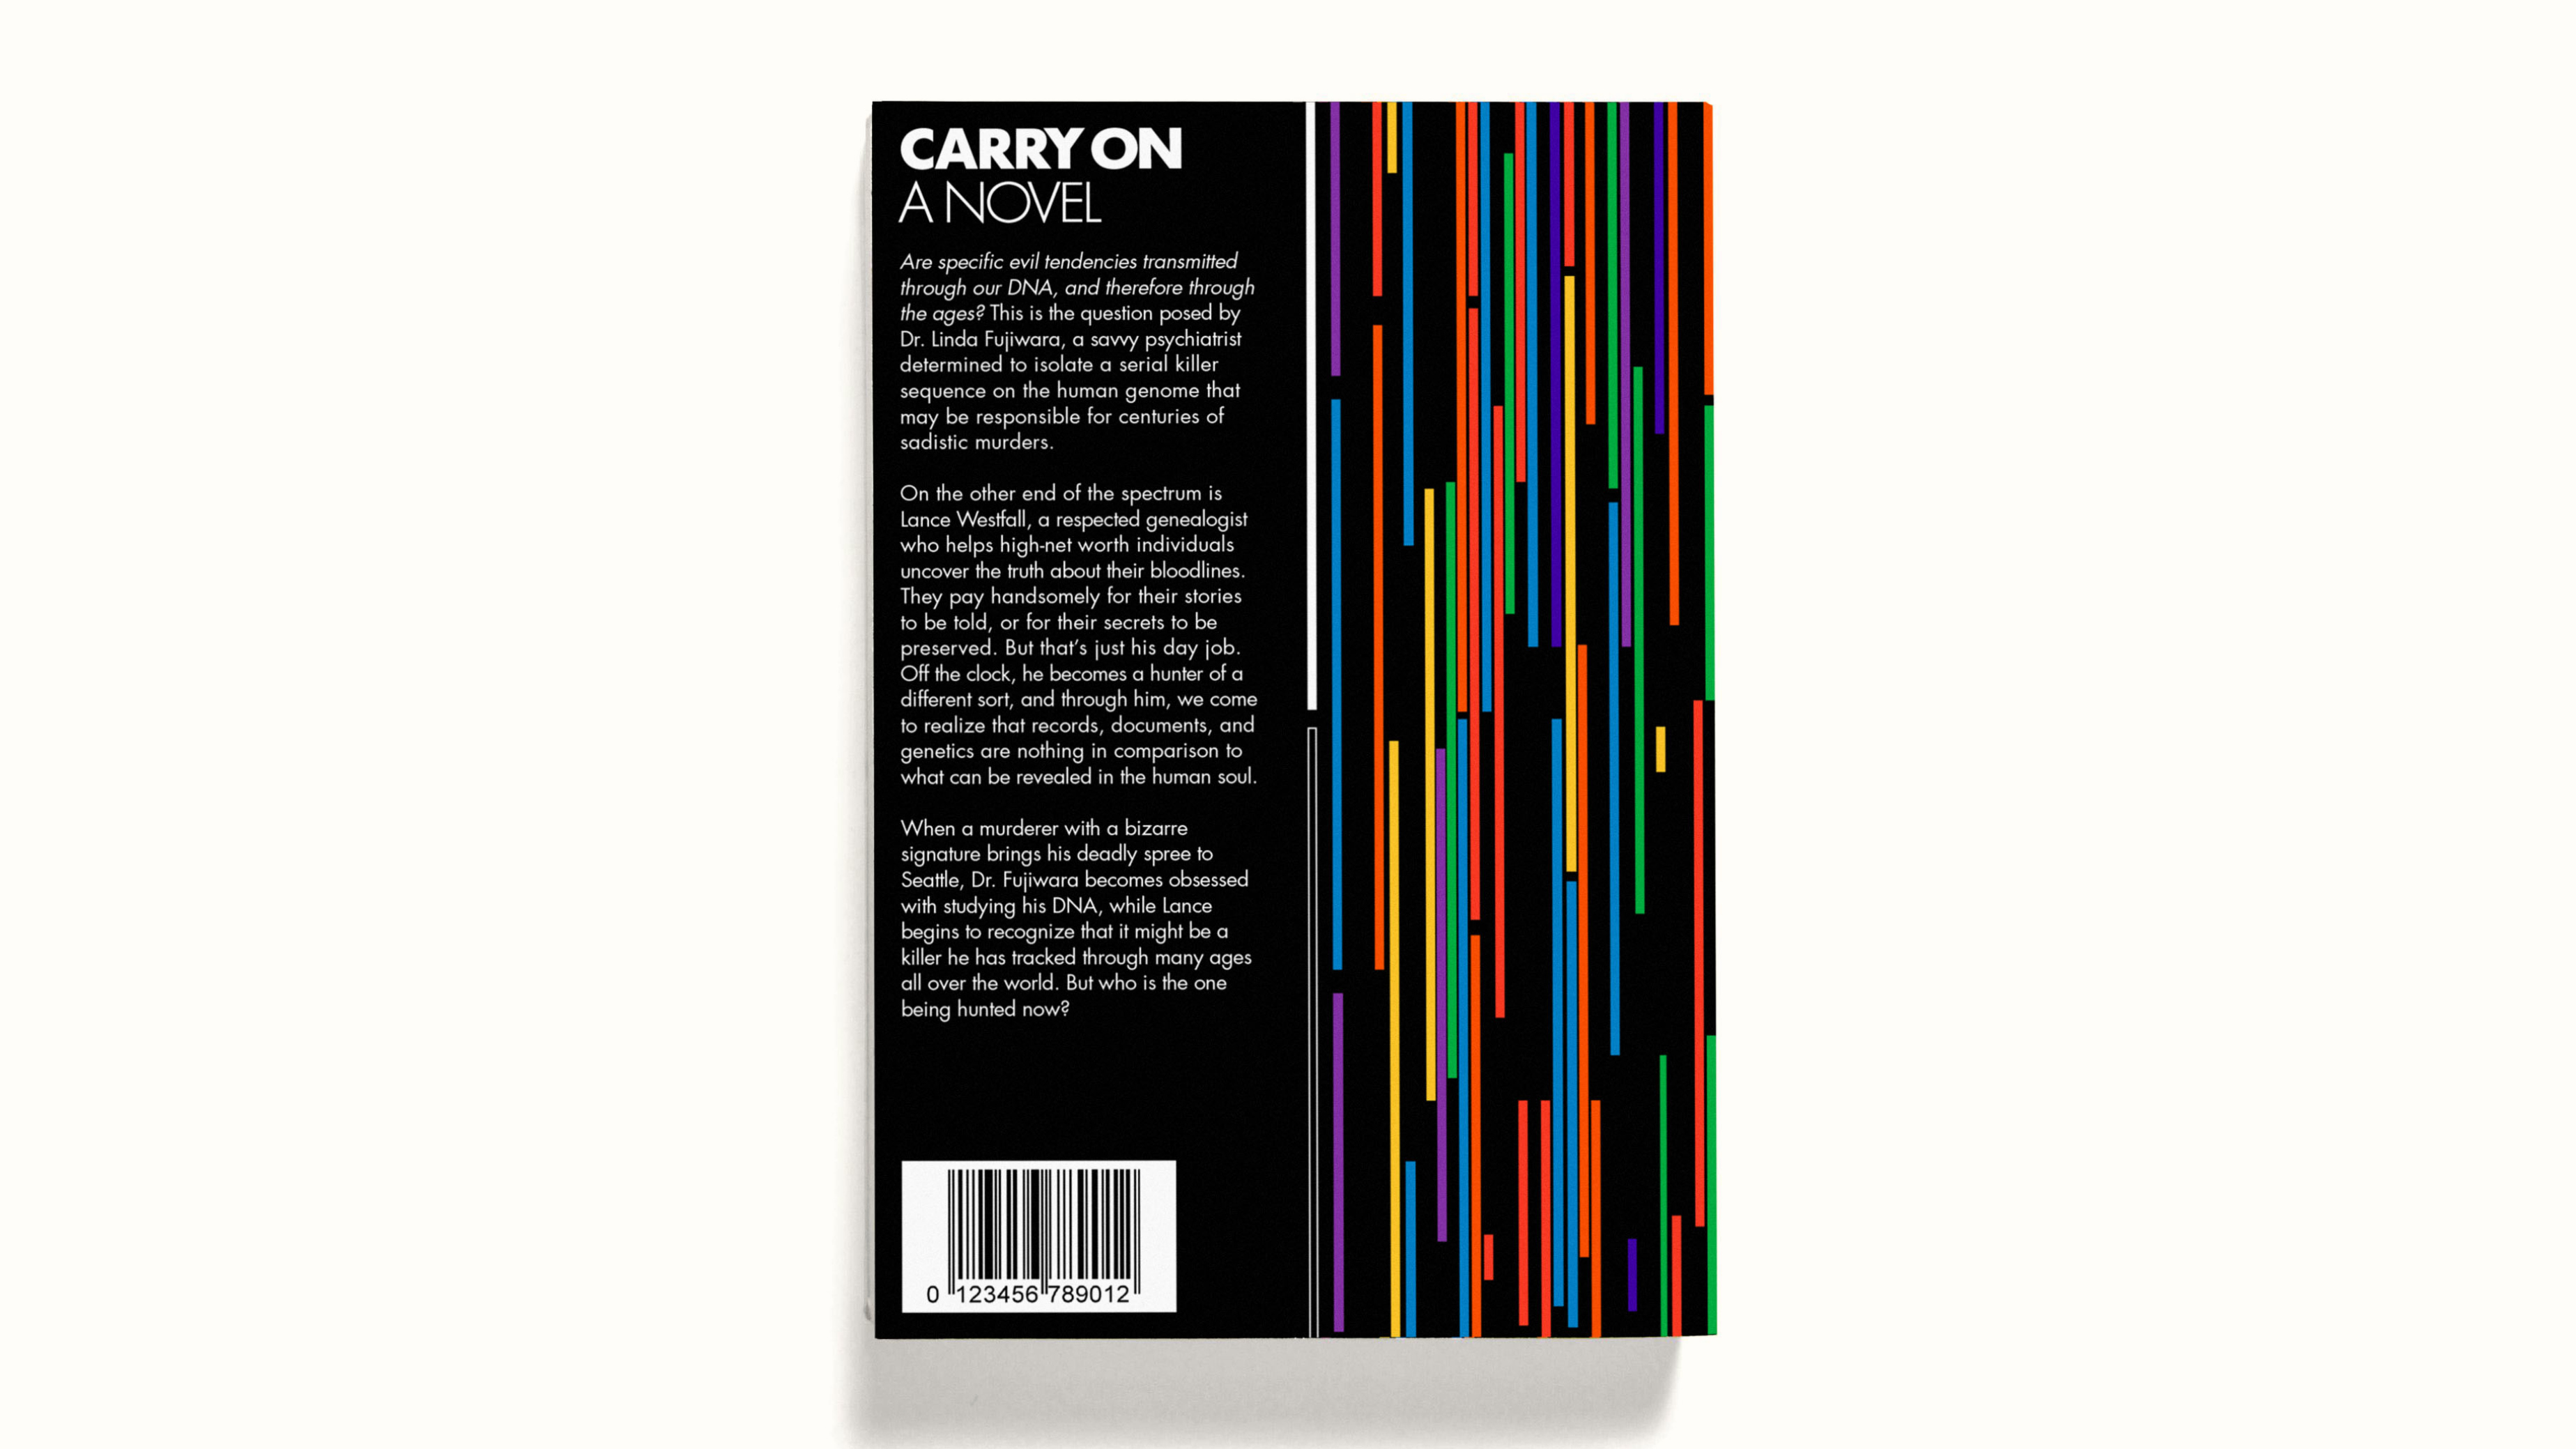 CARRY ON
A NOVEL
Are specific evil tendencies transmitted
through our DNA, and therefore through
the ages? This is the question posed by
Dr. Linda Fujiwara, a savvy psychiatrist
determined to isolate a serial killer
sequence on the human genome that
may be responsible for centuries of
sadistic murders.
On the other end of the spectrum is
Lance Westfall, a respected genealogist
who helps high-net worth individuals
uncover the truth about their bloodlines.
They pay handsomely for their stories
to be told, or for their secrets to be
preserved. But that's just his day job.
Off the clock, he becomes a hunter of a
different sort, and through him, we come
to realize that records, documents, and
genetics are nothing in comparison to
what can be revealed in the human soul.
When a murderer with a bizarre
signature brings his deadly spree to
Seattle, Dr. Fujiwara becomes obsessed
with studying his DNA, while Lance
begins to recognize that it might be a
killer he has tracked through many ages
all over the world. But who is the one
being hunted now?
0 123456 789012